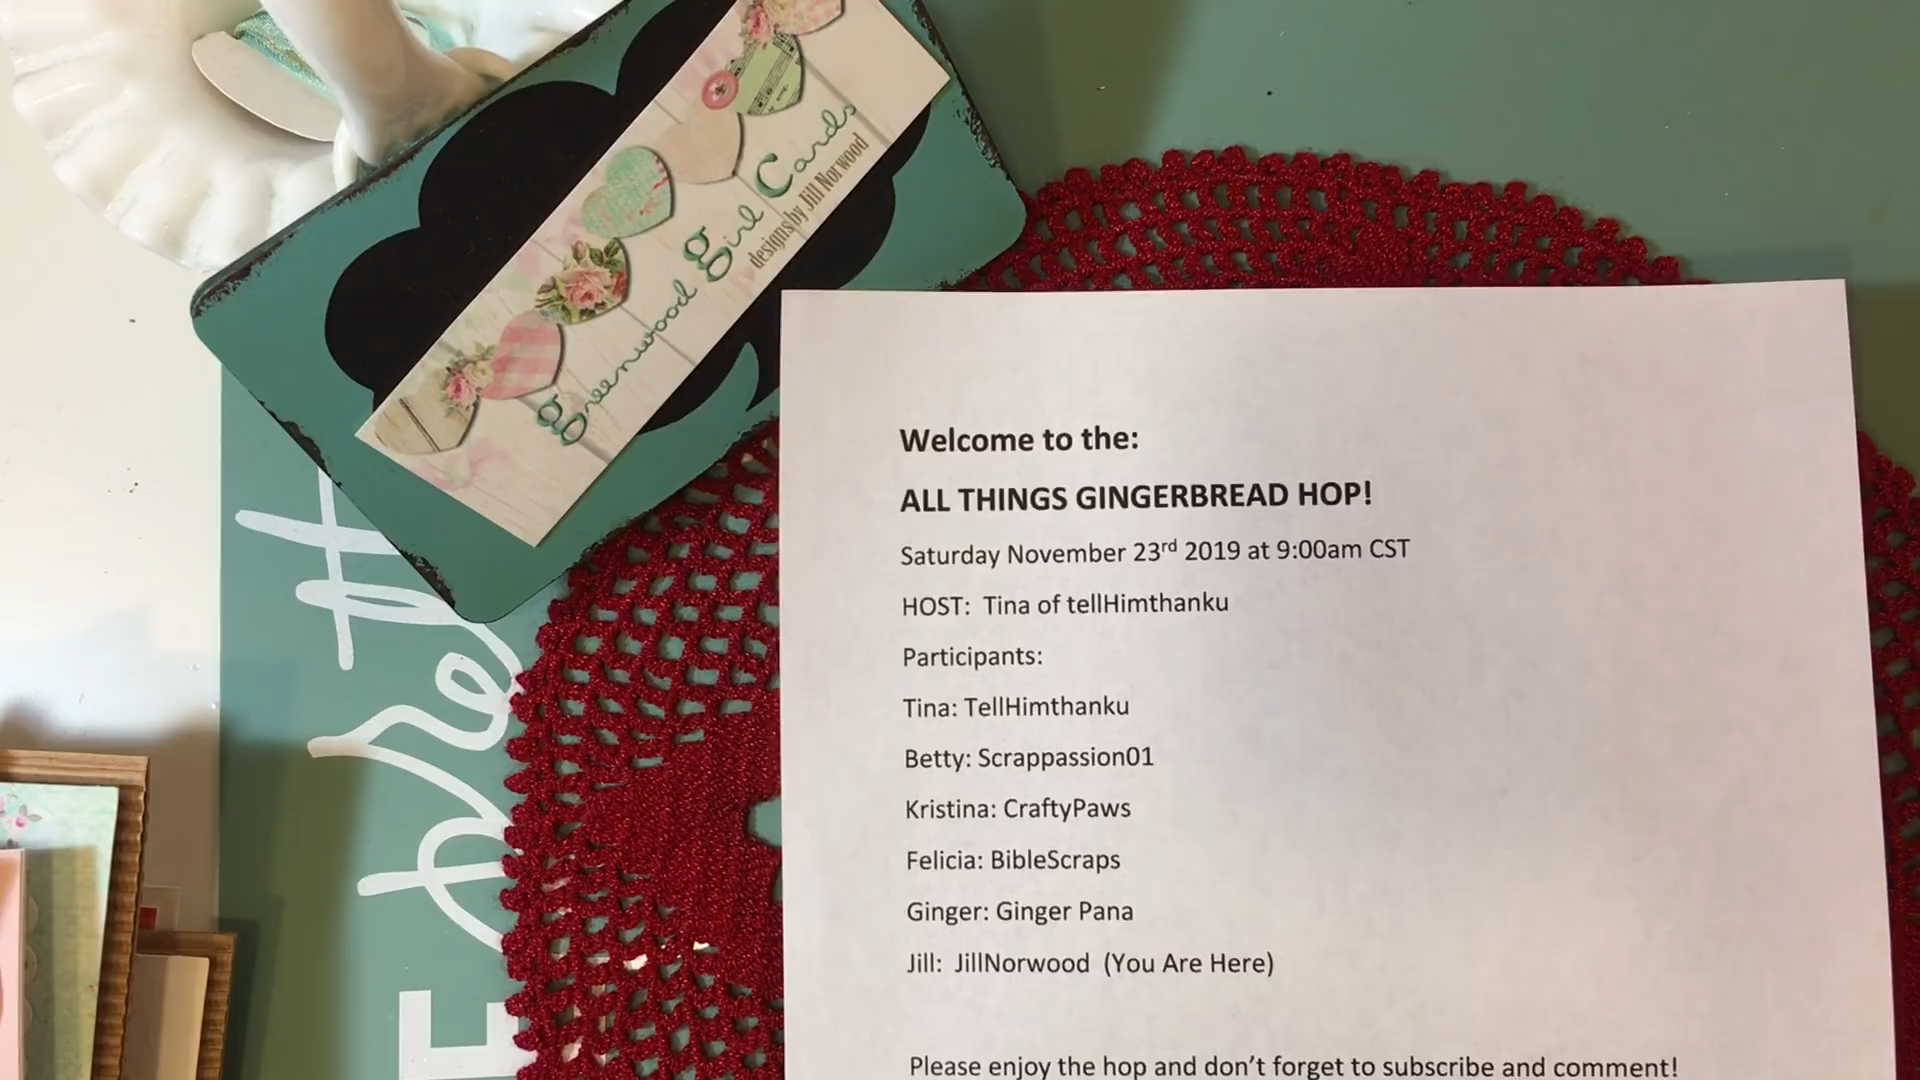 greenwood girl Cards
designs by Jill Norwood
Welcome to the:
ALL THINGS GINGERBREAD HOP!
Saturday November 23rd 2019 at 9:00am CST
HOST:  Tina of tellHimthanku
Participants:
Tina: TellHimthanku
Betty: Scrappassion01
Kristina: CraftyPaws
Felicia: BibleScraps
Ginger: Ginger Pana
Jill:  JillNorwood  (You Are Here)
Please enjoy the hop and don't forget to subscribe and comment!